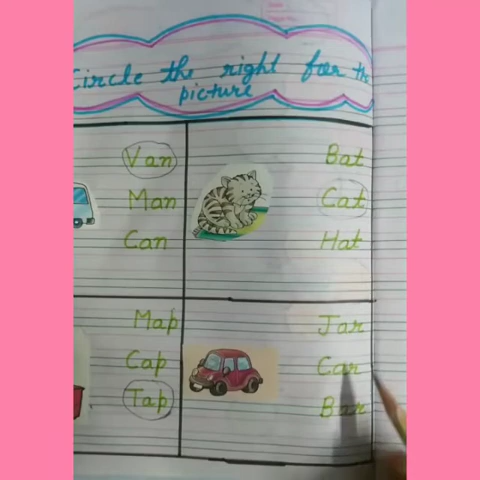 Circle the right for the
picture
Van
Man
Can
Bat
Cat
Hat
Map
Cap
Tap
Jar
Car
Bar